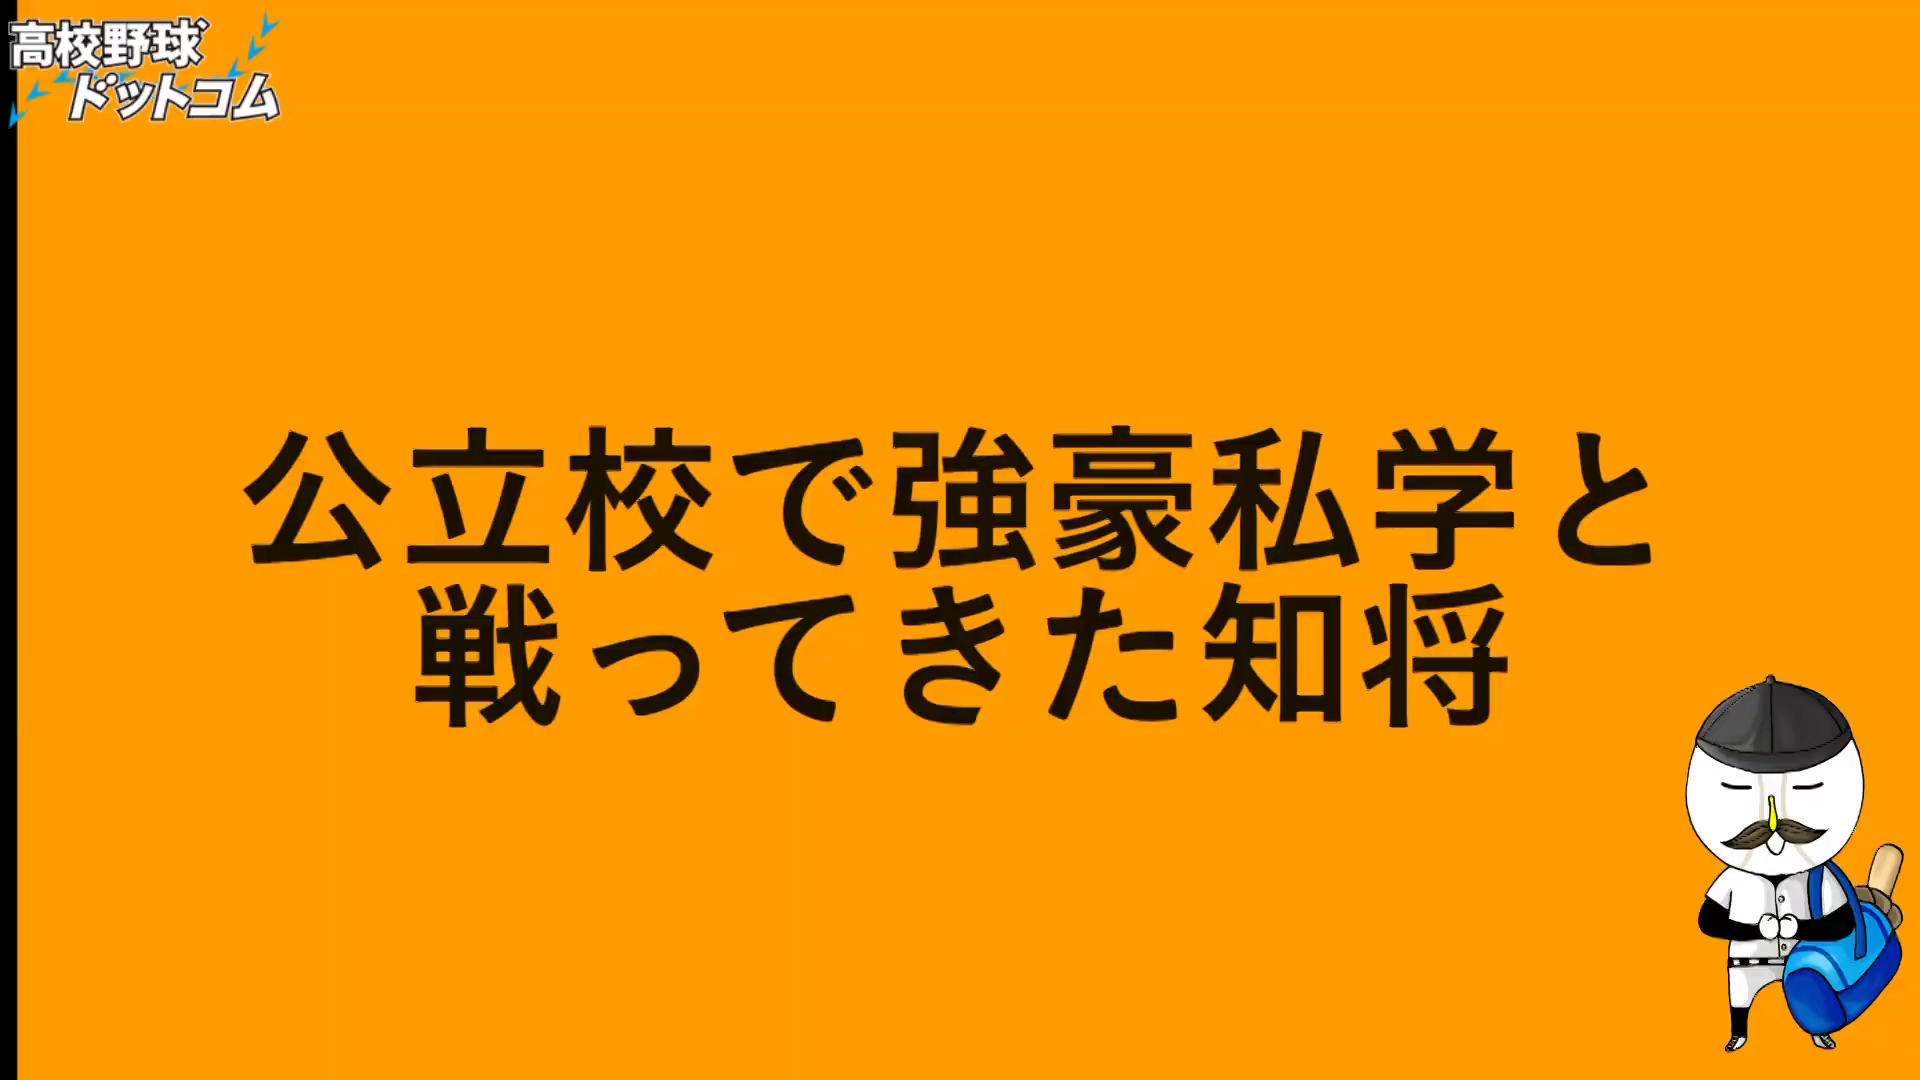 高校野球
ドットコム
公立校で強豪私学と
戦ってきた知将